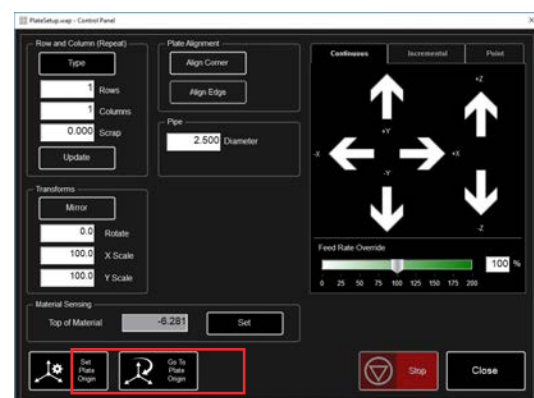 PlateSetup.wap - Control Panel
Row and Column (Repeat)
Type
1 Rows
1 Columns
0.000 Scrap
Update
Transforms
Mirror
0.0 Rotate
100.0 X Scale
100.0 Y Scale
Material Sensing
Top of Material -6.281 Set
Plate Alignment
Align Corner
Align Edge
Pipe
2.500 Diameter
Continuous Incremental Point
+Z
+Y
-X +X
-Y
-Z
Feed Rate Override
100 %
0 25 50 75 100 125 150 175 200
Set
Plate
Origin
Go To
Plate
Origin
Stop
Close